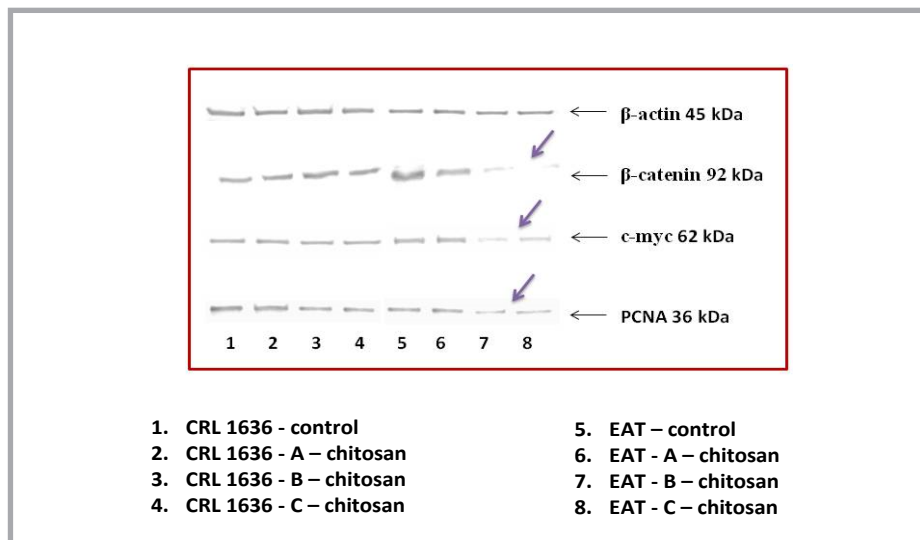 β-actin 45 kDa
β-catenin 92 kDa
c-myc 62 kDa
PCNA 36 kDa
1 2 3 4 5 6 7 8
1. CRL 1636 - control
2. CRL 1636 - A – chitosan
3. CRL 1636 - B – chitosan
4. CRL 1636 - C – chitosan
5. EAT – control
6. EAT - A – chitosan
7. EAT - B – chitosan
8. EAT - C – chitosan